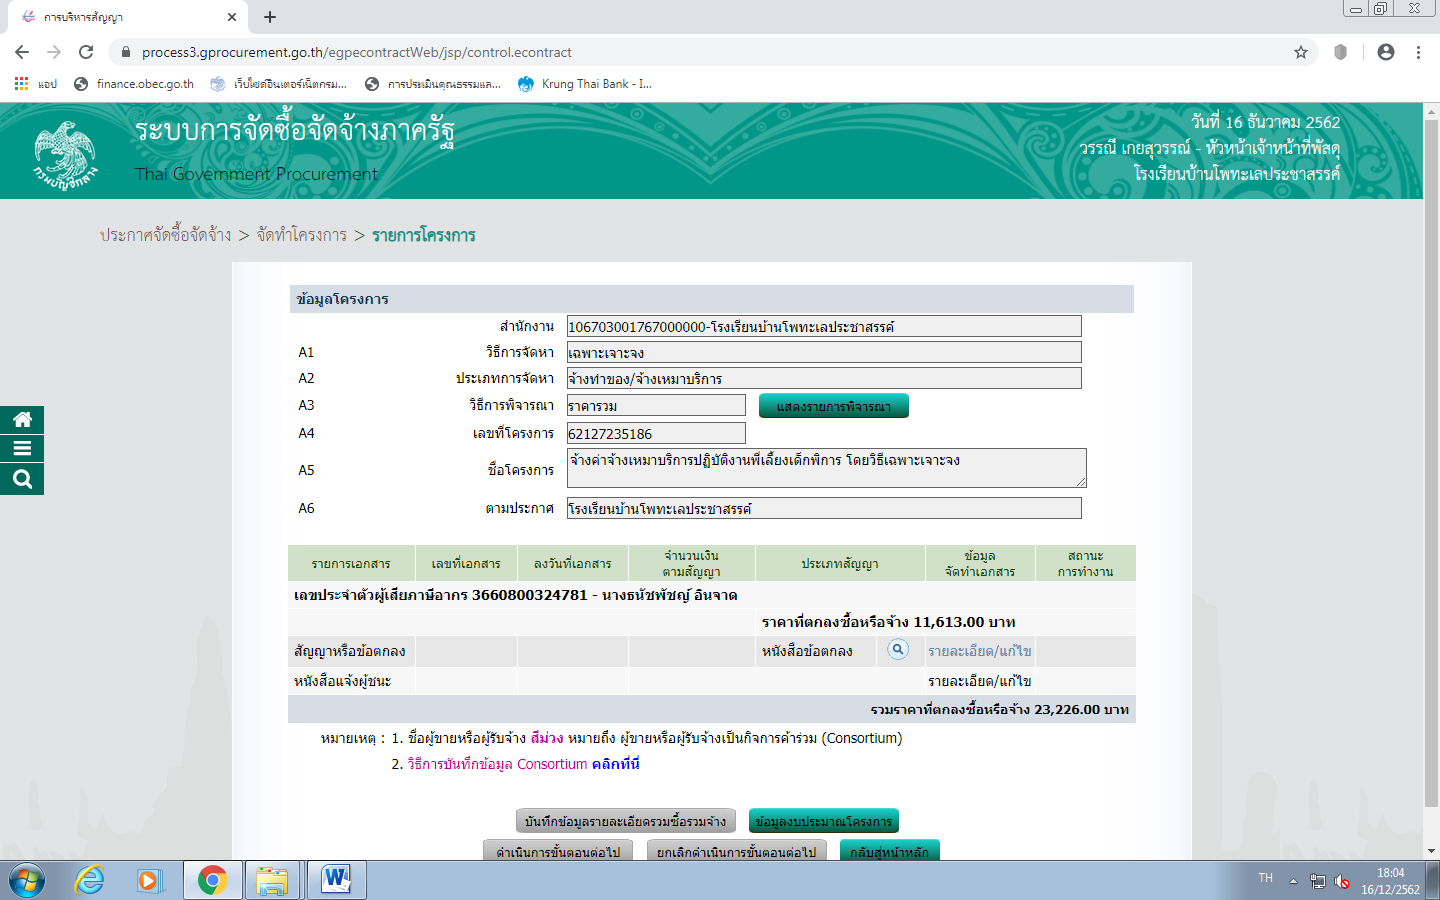 การบริหารสัญญา
process3.gprocurement.go.th/egpecontractWeb/jsp/control.econtract
แอป finance.obec.go.th เว็บไซต์อินเตอร์เน็ตกรม... การประเมินคุณธรรมแล... Krung Thai Bank - I...
ระบบการจัดซื้อจัดจ้างภาครัฐ
Thai Government Procurement
กรมบัญชีกลาง
วันที่ 16 ธันวาคม 2562
วรรณี เกยสุวรรณ์ - หัวหน้าเจ้าหน้าที่พัสดุ
โรงเรียนบ้านโพทะเลประชาสรรค์
ประกาศจัดซื้อจัดจ้าง > จัดทำโครงการ > รายการโครงการ
ข้อมูลโครงการ
สำนักงาน 106703001767000000-โรงเรียนบ้านโพทะเลประชาสรรค์
A1 วิธีการจัดหา เฉพาะเจาะจง
A2 ประเภทการจัดหา จ้างทำของ/จ้างเหมาบริการ
A3 วิธีการพิจารณา ราคารวม แสดงรายการพิจารณา
A4 เลขที่โครงการ 62127235186
A5 ชื่อโครงการ จ้างค่าจ้างเหมาบริการปฏิบัติงานพี่เลี้ยงเด็กพิการ โดยวิธีเฉพาะเจาะจง
A6 ตามประกาศ โรงเรียนบ้านโพทะเลประชาสรรค์
รายการเอกสาร เลขที่เอกสาร ลงวันที่เอกสาร จำนวนเงิน ตามสัญญา ประเภทสัญญา ข้อมูล จัดทำเอกสาร สถานะ การทำงาน
เลขประจำตัวผู้เสียภาษีอากร 3660800324781 - นางธนัชพัชญ์ อินจาด
ราคาที่ตกลงซื้อหรือจ้าง 11,613.00 บาท
สัญญาหรือข้อตกลง หนังสือข้อตกลง รายละเอียด/แก้ไข
หนังสือแจ้งผู้ชนะ รายละเอียด/แก้ไข
รวมราคาที่ตกลงซื้อหรือจ้าง 23,226.00 บาท
หมายเหตุ : 1. ชื่อผู้ขายหรือผู้รับจ้าง สีม่วง หมายถึง ผู้ขายหรือผู้รับจ้างเป็นกิจการค้าร่วม (Consortium)
2. วิธีการบันทึกข้อมูล Consortium คลิกที่นี่
บันทึกข้อมูลรายละเอียดรวมซื้อรวมจ้าง ข้อมูลงบประมาณโครงการ
ดำเนินการขั้นตอนต่อไป ยกเลิกดำเนินการขั้นตอนต่อไป กลับสู่หน้าหลัก
TH 18:04
16/12/2562